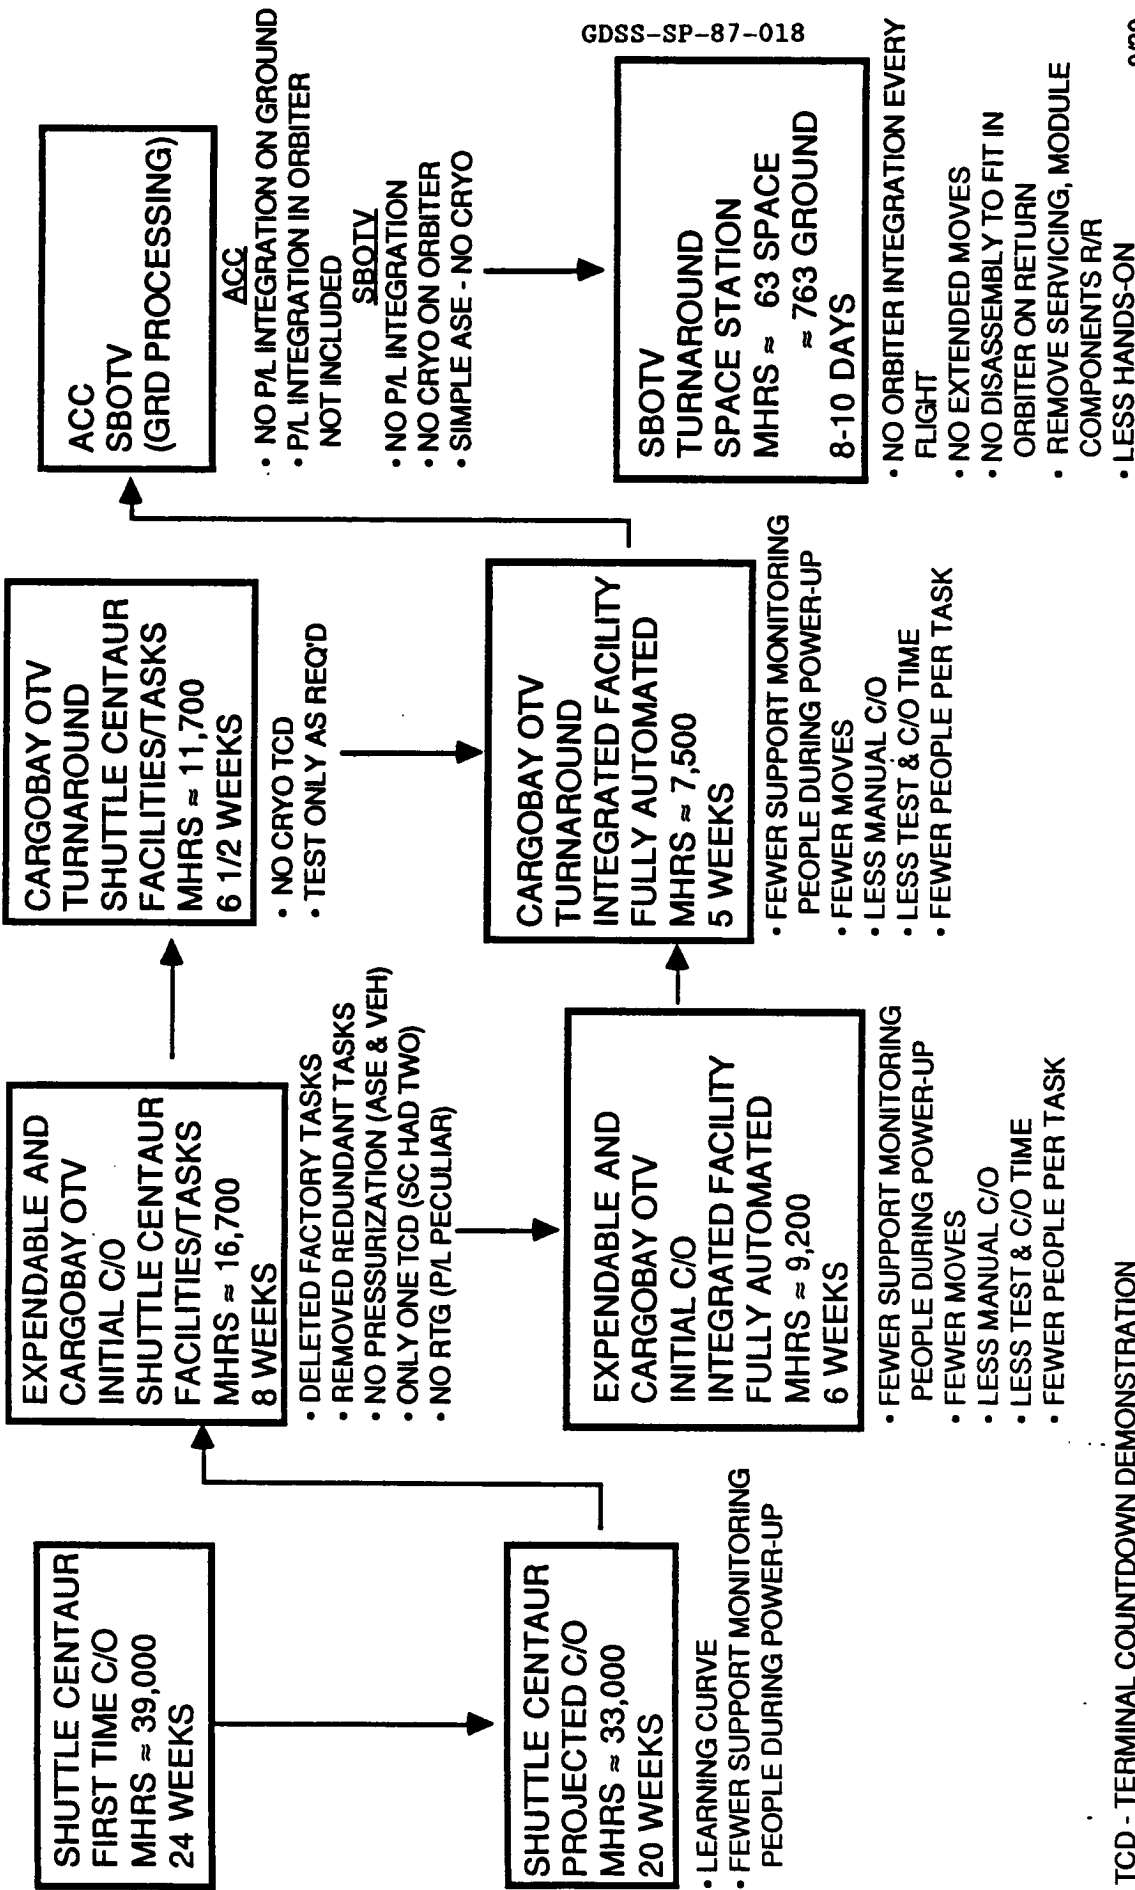 SHUTTLE CENTAUR
FIRST TIME C/O
MHRS ≈ 39,000
24 WEEKS
SHUTTLE CENTAUR
PROJECTED C/O
MHRS ≈ 33,000
20 WEEKS
• LEARNING CURVE
• FEWER SUPPORT MONITORING
PEOPLE DURING POWER-UP
EXPENDABLE AND
CARGOBAY OTV
INITIAL C/O
SHUTTLE CENTAUR
FACILITIES/TASKS
MHRS ≈ 16,700
8 WEEKS
• DELETED FACTORY TASKS
• REMOVED REDUNDANT TASKS
• NO PRESSURIZATION (ASE & VEH)
• ONLY ONE TCD (SC HAD TWO)
• NO RTG (P/L PECULIAR)
EXPENDABLE AND
CARGOBAY OTV
INITIAL C/O
INTEGRATED FACILITY
FULLY AUTOMATED
MHRS ≈ 9,200
6 WEEKS
• FEWER SUPPORT MONITORING
PEOPLE DURING POWER-UP
• FEWER MOVES
• LESS MANUAL C/O
• LESS TEST & C/O TIME
• FEWER PEOPLE PER TASK
CARGOBAY OTV
TURNAROUND
SHUTTLE CENTAUR
FACILITIES/TASKS
MHRS ≈ 11,700
6 1/2 WEEKS
• NO CRYO TCD
• TEST ONLY AS REQ'D
CARGOBAY OTV
TURNAROUND
INTEGRATED FACILITY
FULLY AUTOMATED
MHRS ≈ 7,500
5 WEEKS
• FEWER SUPPORT MONITORING
PEOPLE DURING POWER-UP
• FEWER MOVES
• LESS MANUAL C/O
• LESS TEST & C/O TIME
• FEWER PEOPLE PER TASK
ACC
SBOTV
(GRD PROCESSING)
ACC
• NO P/L INTEGRATION ON GROUND
• P/L INTEGRATION IN ORBITER
NOT INCLUDED
SBOTV
• NO P/L INTEGRATION
• NO CRYO ON ORBITER
• SIMPLE ASE - NO CRYO
SBOTV
TURNAROUND
SPACE STATION
MHRS ≈ 63 SPACE
≈ 763 GROUND
8-10 DAYS
• NO ORBITER INTEGRATION EVERY
FLIGHT
• NO EXTENDED MOVES
• NO DISASSEMBLY TO FIT IN
ORBITER ON RETURN
• REMOVE SERVICING, MODULE
COMPONENTS R/R
• LESS HANDS-ON
TCD - TERMINAL COUNTDOWN DEMONSTRATION
GDSS-SP-87-018